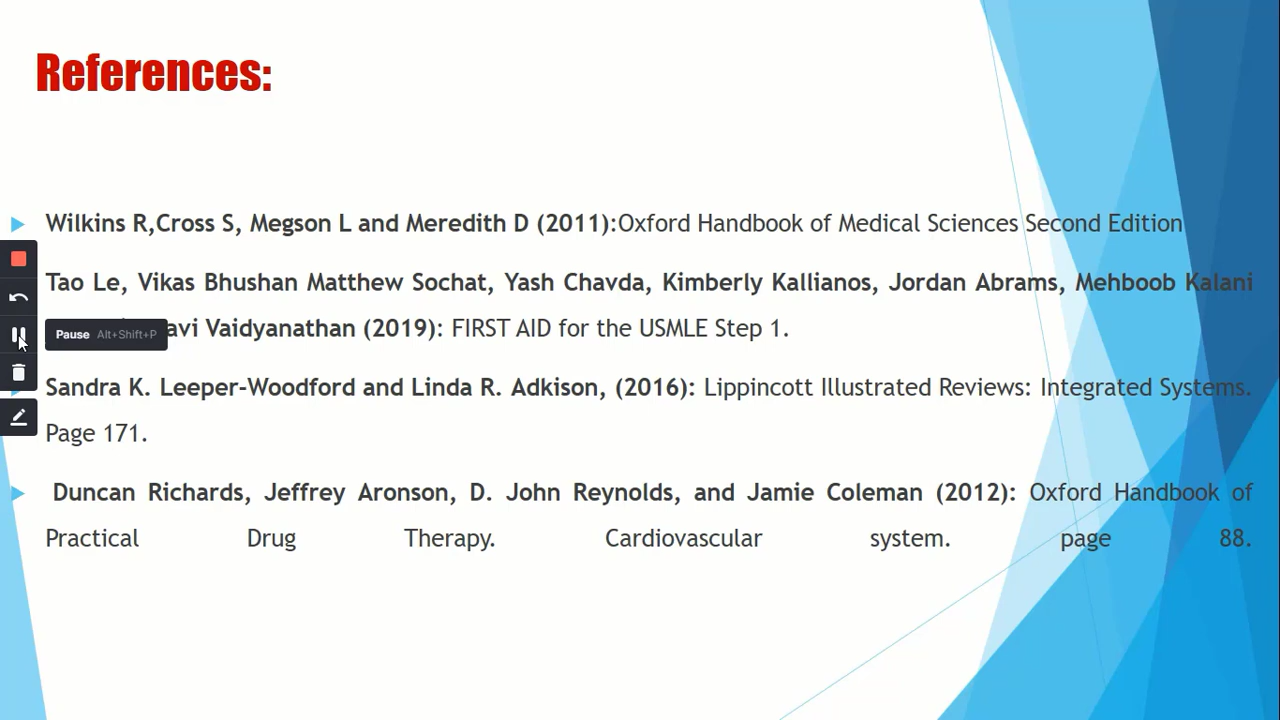 References:
Wilkins R,Cross S, Megson L and Meredith D (2011):Oxford Handbook of Medical Sciences Second Edition
Tao Le, Vikas Bhushan Matthew Sochat, Yash Chavda, Kimberly Kallianos, Jordan Abrams, Mehboob Kalani
Vaidyanathan (2019): FIRST AID for the USMLE Step 1.
Pause Alt+Shift+P
Sandra K. Leeper-Woodford and Linda R. Adkison, (2016): Lippincott Illustrated Reviews: Integrated Systems.
Page 171.
Duncan Richards, Jeffrey Aronson, D. John Reynolds, and Jamie Coleman (2012): Oxford Handbook of
Practical Drug Therapy. Cardiovascular system. page 88.